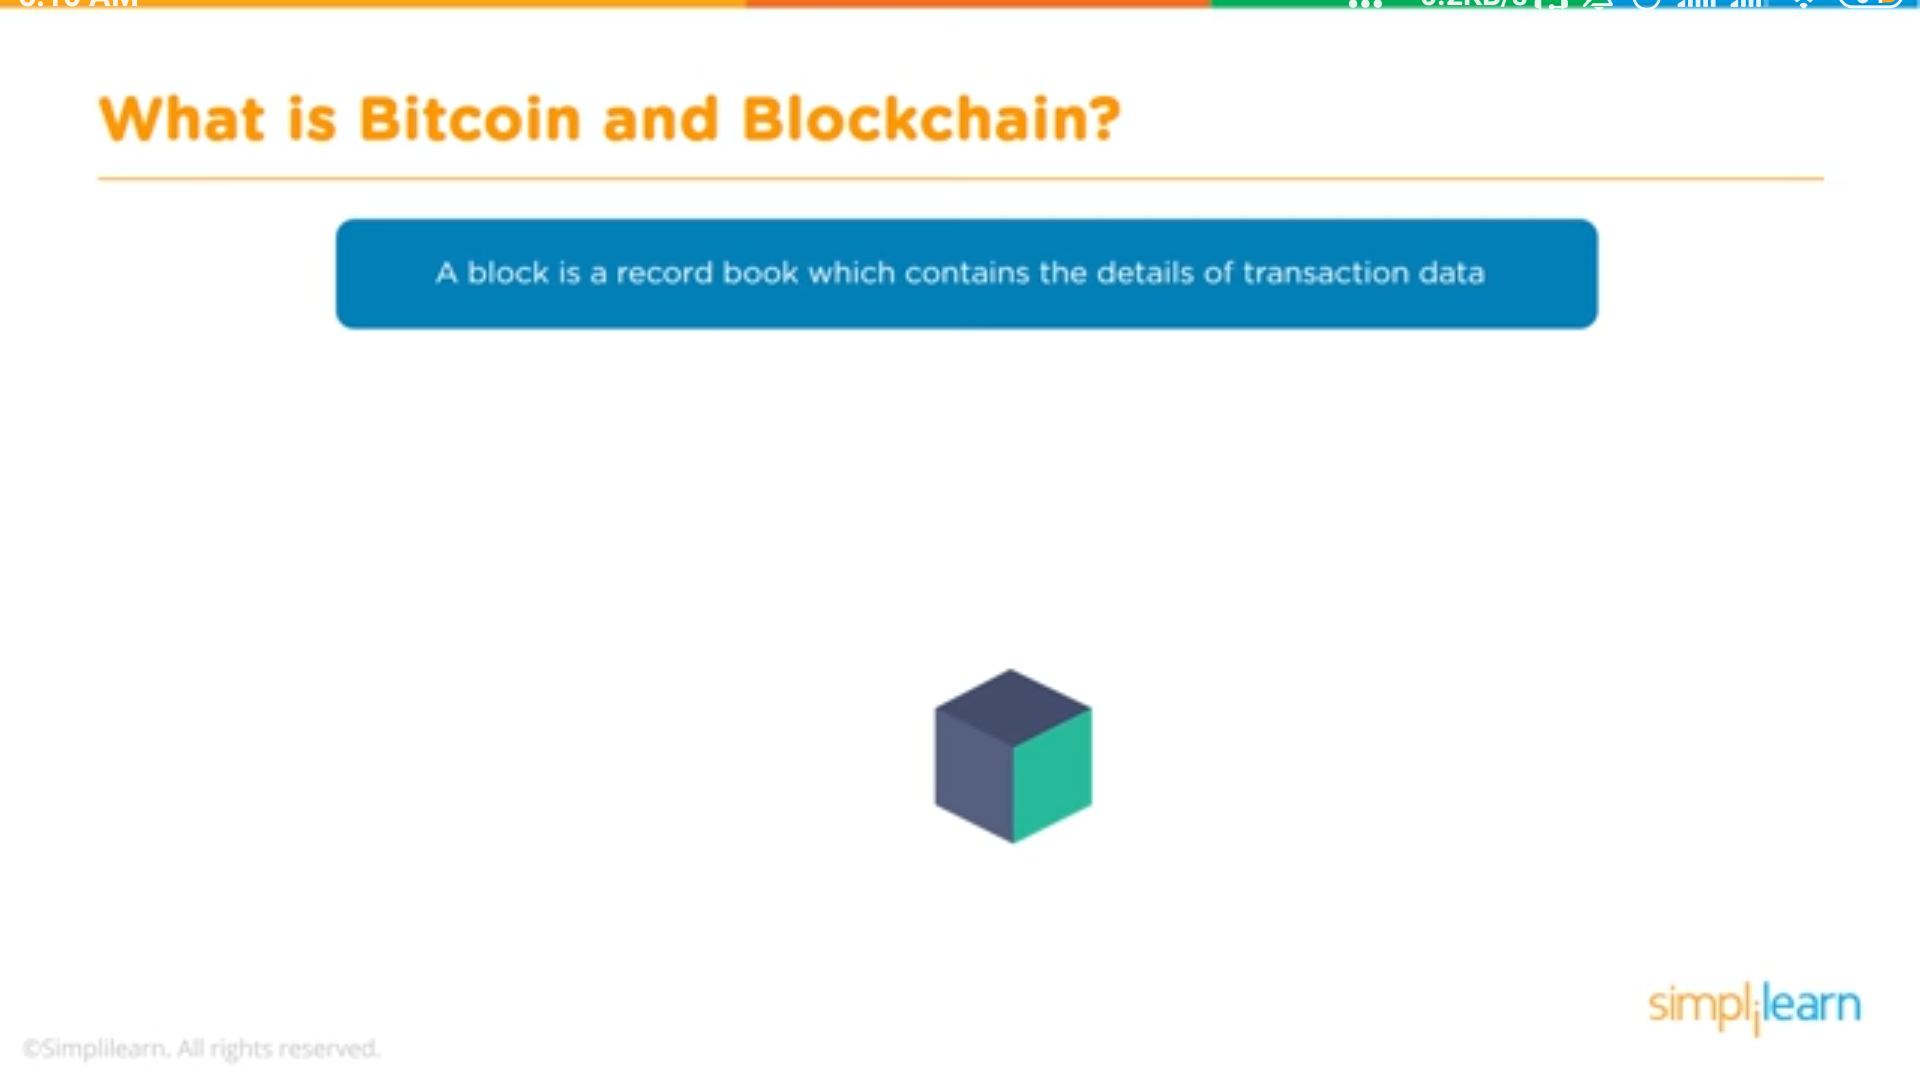 What is Bitcoin and Blockchain?
A block is a record book which contains the details of transaction data
simplilearn
©Simplilearn. All rights reserved.